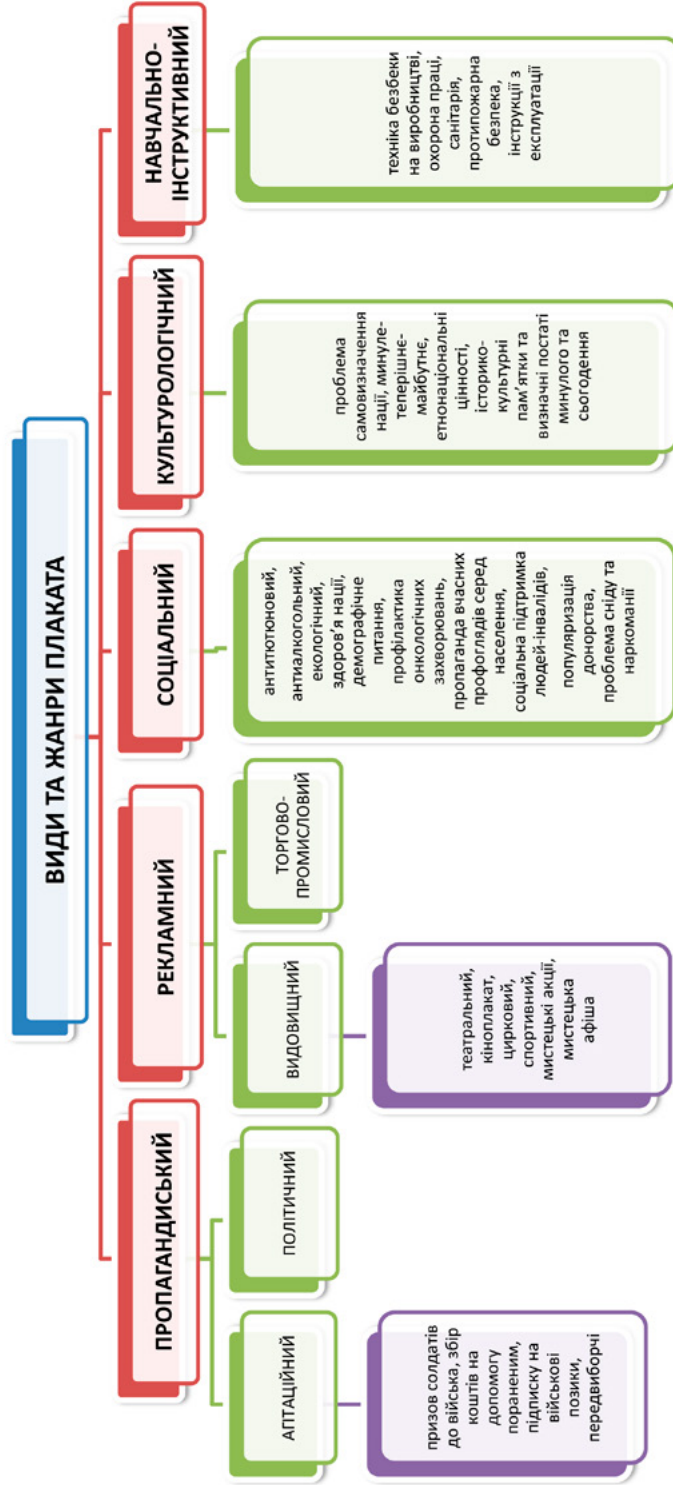 ВИДИ ТА ЖАНРИ ПЛАКАТА
ПРОПАГАНДИСЬКИЙ
АГІТАЦІЙНИЙ
призов солдатів
до війська, збір
коштів на
допомогу
пораненим,
підписку на
військові
позики,
передвиборчі
ПОЛІТИЧНИЙ
РЕКЛАМНИЙ
ВИДОВИЩНИЙ
театральний,
кіноплакат,
цирковий,
спортивний,
мистецькі акції,
мистецька
афіша
ТОРГОВО-
ПРОМИСЛОВИЙ
СОЦІАЛЬНИЙ
антитютюновий,
антиалкогольний,
екологічний,
здоров'я нації,
демографічне
питання,
профілактика
онкологічних
захворювань,
пропаганда вчасних
профоглядів серед
населення,
соціальна підтримка
людей-інвалідів,
популяризація
донорства,
проблема сніду та
наркоманії
КУЛЬТУРОЛОГІЧНИЙ
проблема
самовизначення
нації, минуле-
теперішнє-
майбутнє,
етнонаціональні
цінності,
історико-
культурні
пам'ятки та
визначні постаті
минулого та
сьогодення
НАВЧАЛЬНО-
ІНСТРУКТИВНИЙ
техніка безбеки
на виробництві,
охорона праці,
санітарія,
протипожарна
безпека,
інструкції з
експлуатації